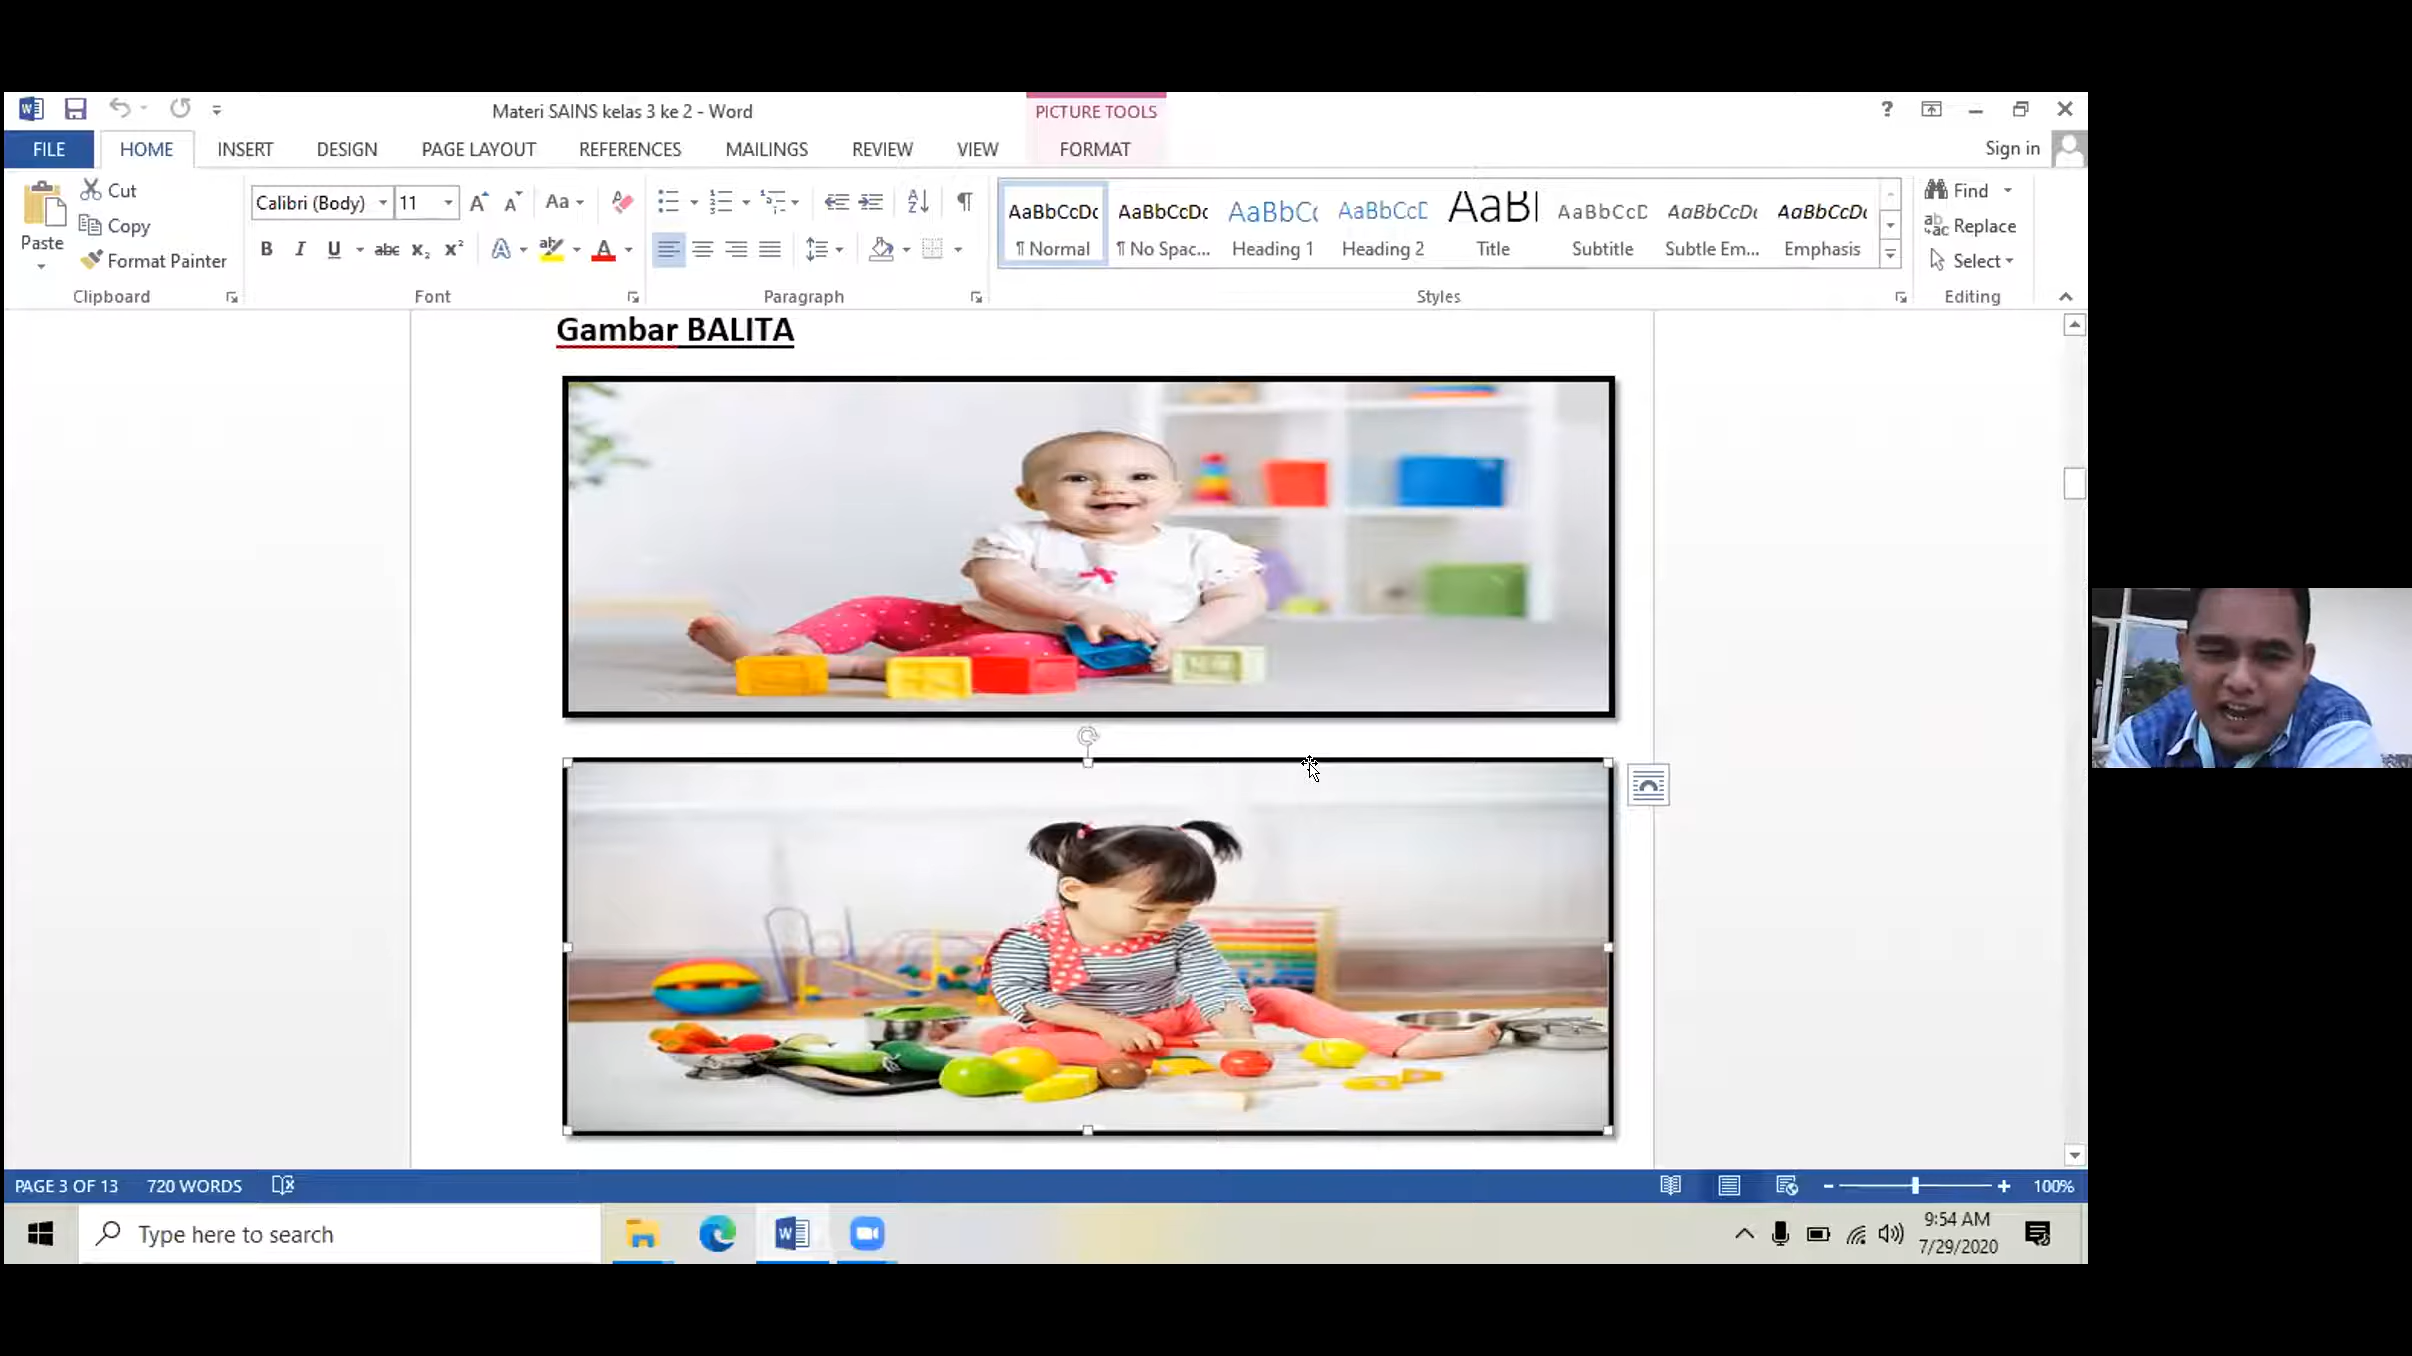 Materi SAINS kelas 3 ke 2 - Word
PICTURE TOOLS
FILE HOME INSERT DESIGN PAGE LAYOUT REFERENCES MAILINGS REVIEW VIEW FORMAT
Sign in
Paste
Cut
Copy
Format Painter
Clipboard
Calibri (Body) 11
Font
Paragraph
AaBbCcDc AaBbCcDc AaBbCc AaBbCcD AaBl AaBbCcD AaBbCcDc AaBbCcDc
¶ Normal ¶ No Spac... Heading 1 Heading 2 Title Subtitle Subtle Em... Emphasis
Styles
Find
Replace
Select
Editing
Gambar BALITA
PAGE 3 OF 13 720 WORDS
100%
Type here to search
9:54 AM
7/29/2020